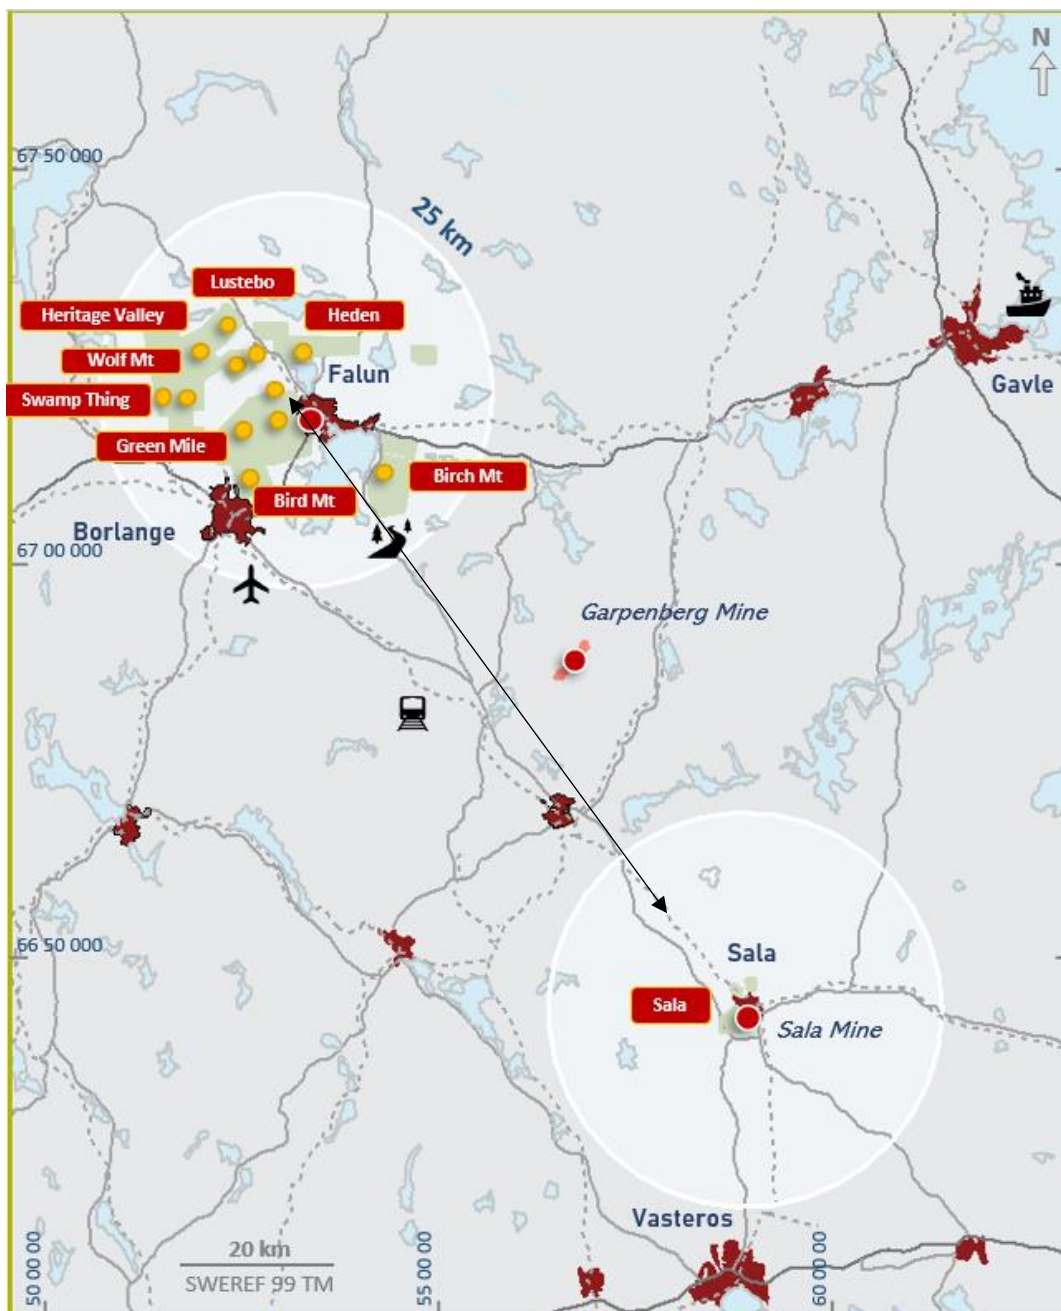 N
67 50 000
25 km
Lustebo
Heritage Valley
Heden
Wolf Mt
Falun
Swamp Thing
Gavle
Green Mile
Birch Mt
Bird Mt
Borlange
67 00 000
Garpenberg Mine
66 50 000
Sala
Sala
Sala Mine
Vasteros
20 km
SWEREF 99 TM
50 00 00
55 00 00
60 00 00